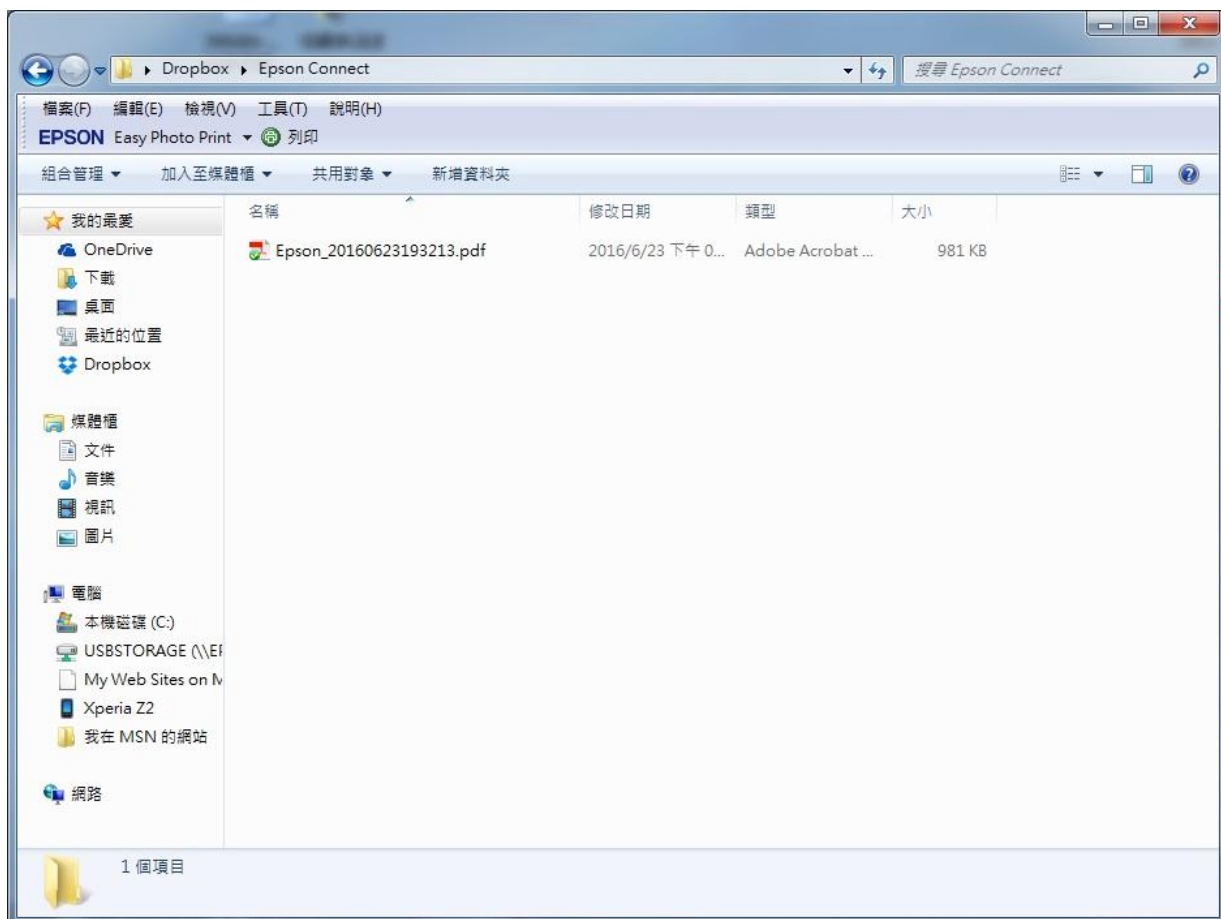 Dropbox Epson Connect 搜尋 Epson Connect
檔案(F) 編輯(E) 檢視(V) 工具(T) 說明(H)
EPSON Easy Photo Print 列印
組合管理 加入至媒體櫃 共用對象 新增資料夾
名稱 修改日期 類型 大小
Epson_20160623193213.pdf 2016/6/23 下午 0... Adobe Acrobat ... 981 KB
我的最愛
OneDrive
下載
桌面
最近的位置
Dropbox
媒體櫃
文件
音樂
視訊
圖片
電腦
本機磁碟 (C:)
USBSTORAGE (\\EP
My Web Sites on M
Xperia Z2
我在 MSN 的網站
網路
1 個項目